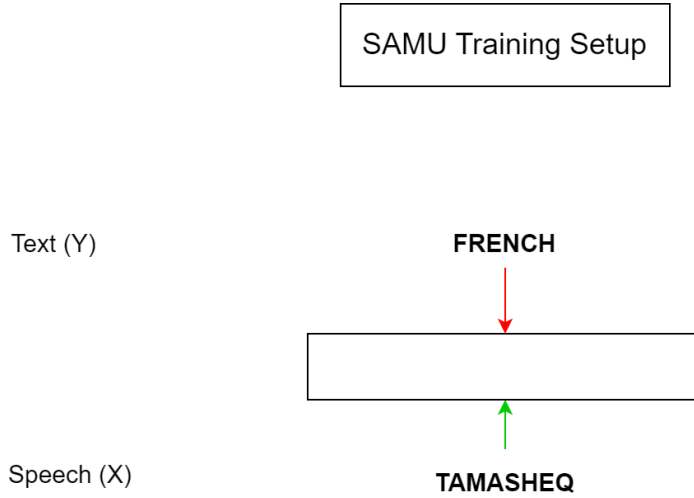 SAMU Training Setup
Text (Y)
FRENCH
Speech (X)
TAMASHEQ